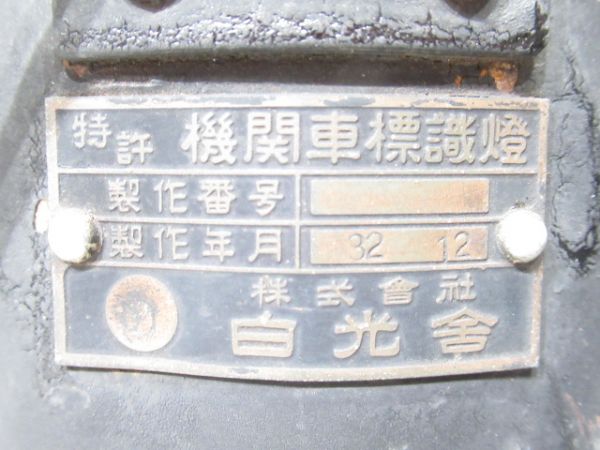 特許 機関車標識燈
製作番号
製作年月 32 12
株式會社
白光舎